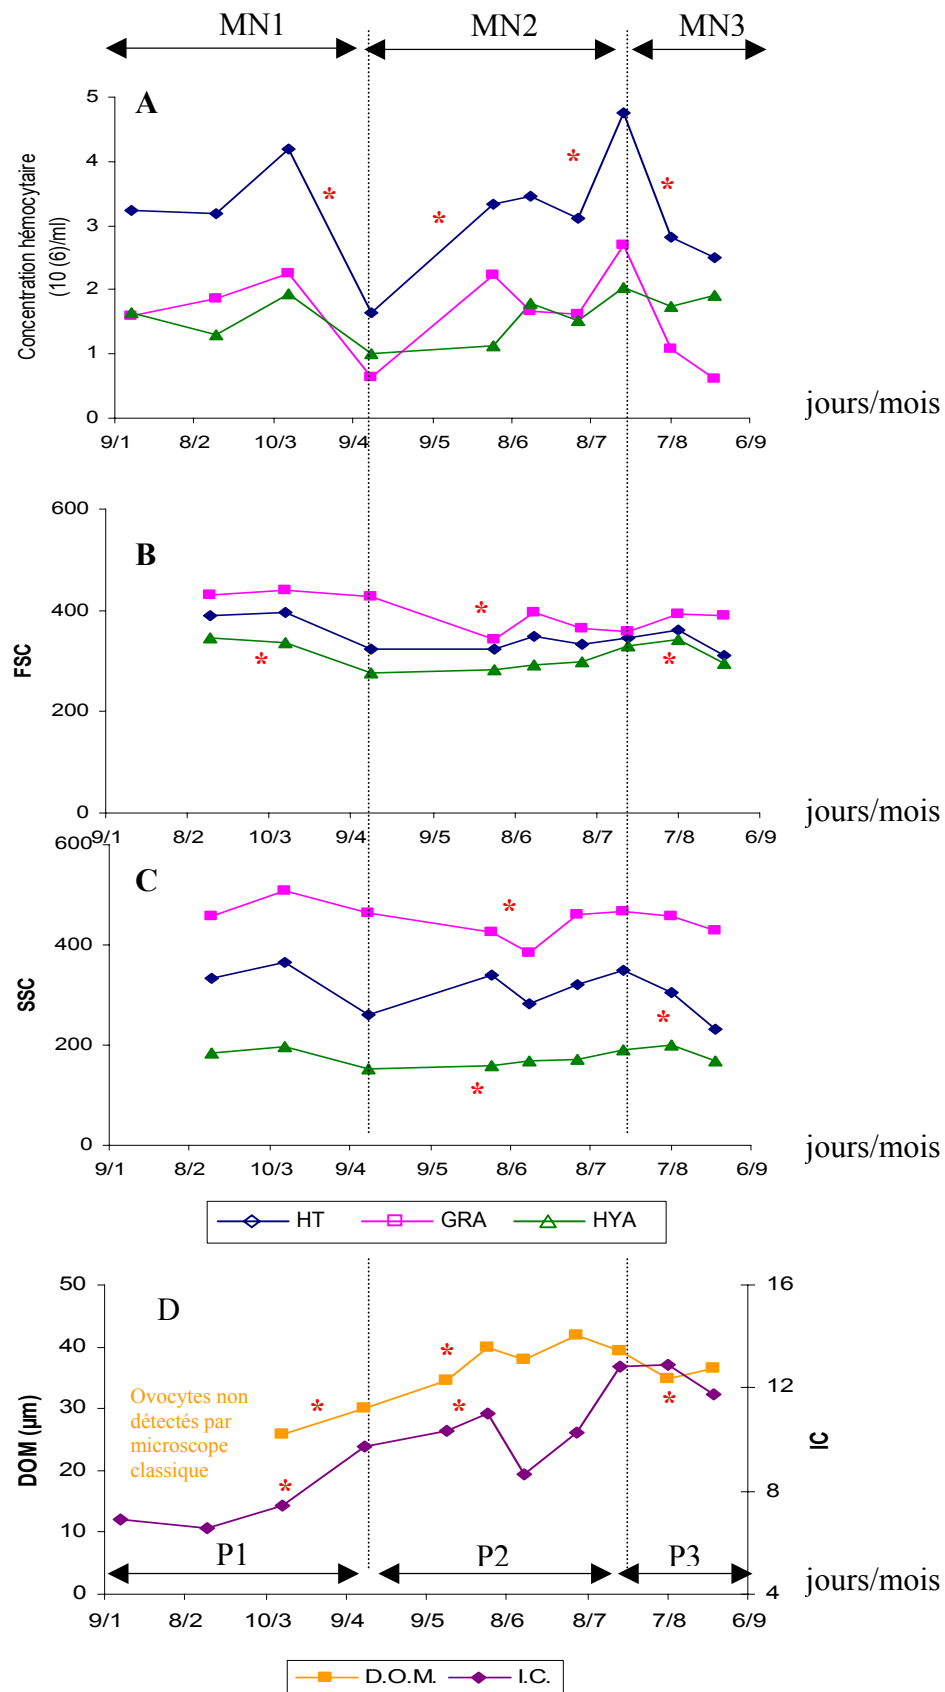 MN1 MN2 MN3
A
Concentration hémocytaire
(10 (6)/ml)
5
4
3
2
1
0
* * * *
9/1 8/2 10/3 9/4 9/5 8/6 8/7 7/8 6/9
jours/mois
B
FSC
600
400
200
0
* * *
9/1 8/2 10/3 9/4 9/5 8/6 8/7 7/8 6/9
jours/mois
C
SSC
600
400
200
0
* * *
9/1 8/2 10/3 9/4 9/5 8/6 8/7 7/8 6/9
jours/mois
HT GRA HYA
D
DOM (µm)
50
40
30
20
10
0
IC
16
12
8
4
* * * * *
Ovocytes non
détectés par
microscope
classique
P1 P2 P3
9/1 8/2 10/3 9/4 9/5 8/6 8/7 7/8 6/9
jours/mois
D.O.M. I.C.